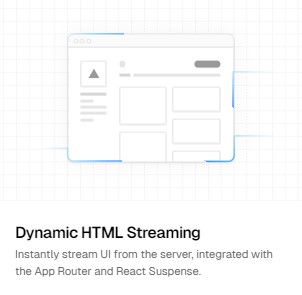 Dynamic HTML Streaming
Instantly stream UI from the server, integrated with
the App Router and React Suspense.